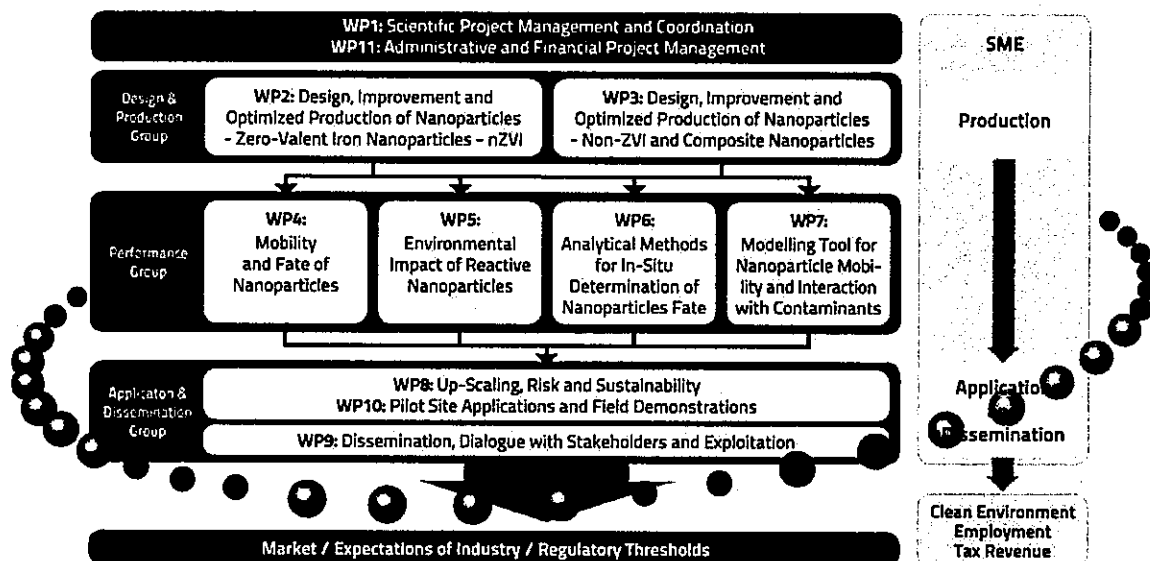 WP1: Scientific Project Management and Coordination
WP11: Administrative and Financial Project Management
Design &
Production
Group
WP2: Design, Improvement and
Optimized Production of Nanoparticles
- Zero-Valent Iron Nanoparticles - nZVI
WP3: Design, Improvement and
Optimized Production of Nanoparticles
- Non-ZVI and Composite Nanoparticles
Performance
Group
WP4:
Mobility
and Fate of
Nanoparticles
WP5:
Environmental
Impact of Reactive
Nanoparticles
WP6:
Analytical Methods
for In-Situ
Determination of
Nanoparticles Fate
WP7:
Modelling Tool for
Nanoparticle Mobi-
lity and Interaction
with Contaminants
Applicaton &
Dissemination
Group
WP8: Up-Scaling, Risk and Sustainability
WP10: Pilot Site Applications and Field Demonstrations
WP9: Dissemination, Dialogue with Stakeholders and Exploitation
Market / Expectations of Industry / Regulatory Thresholds
SME
Production
Application
Dissemination
Clean Environment
Employment
Tax Revenue